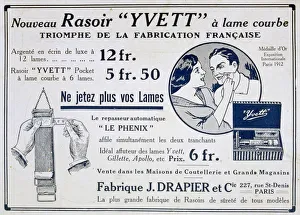 Nouveau Rasoir "YVETT" à lame courbe
TRIOMPHE DE LA FABRICATION FRANÇAISE
Argenté en écrin de luxe à
12 lames 12 fr.
Rasoir "YVETT" Pocket
à lame courbe à 6 lames 5 fr. 50
Médaille d'Or
Exposition
Internationale
Paris 1912
Ne jetez plus vos Lames
Le repasseur automatique
"LE PHENIX"
affile simultanément les deux tranchants
Idéal affuteur des lames Yvett,
Gillette, Apollo, etc. Prix. 6 fr.
Yvett
Vente dans les Maisons de Coutellerie et Grands Magasins
Fabrique J. DRAPIER et Cie 227, rue St-Denis
PARIS
La plus grande fabrique de Rasoirs de sûreté de tous modèles